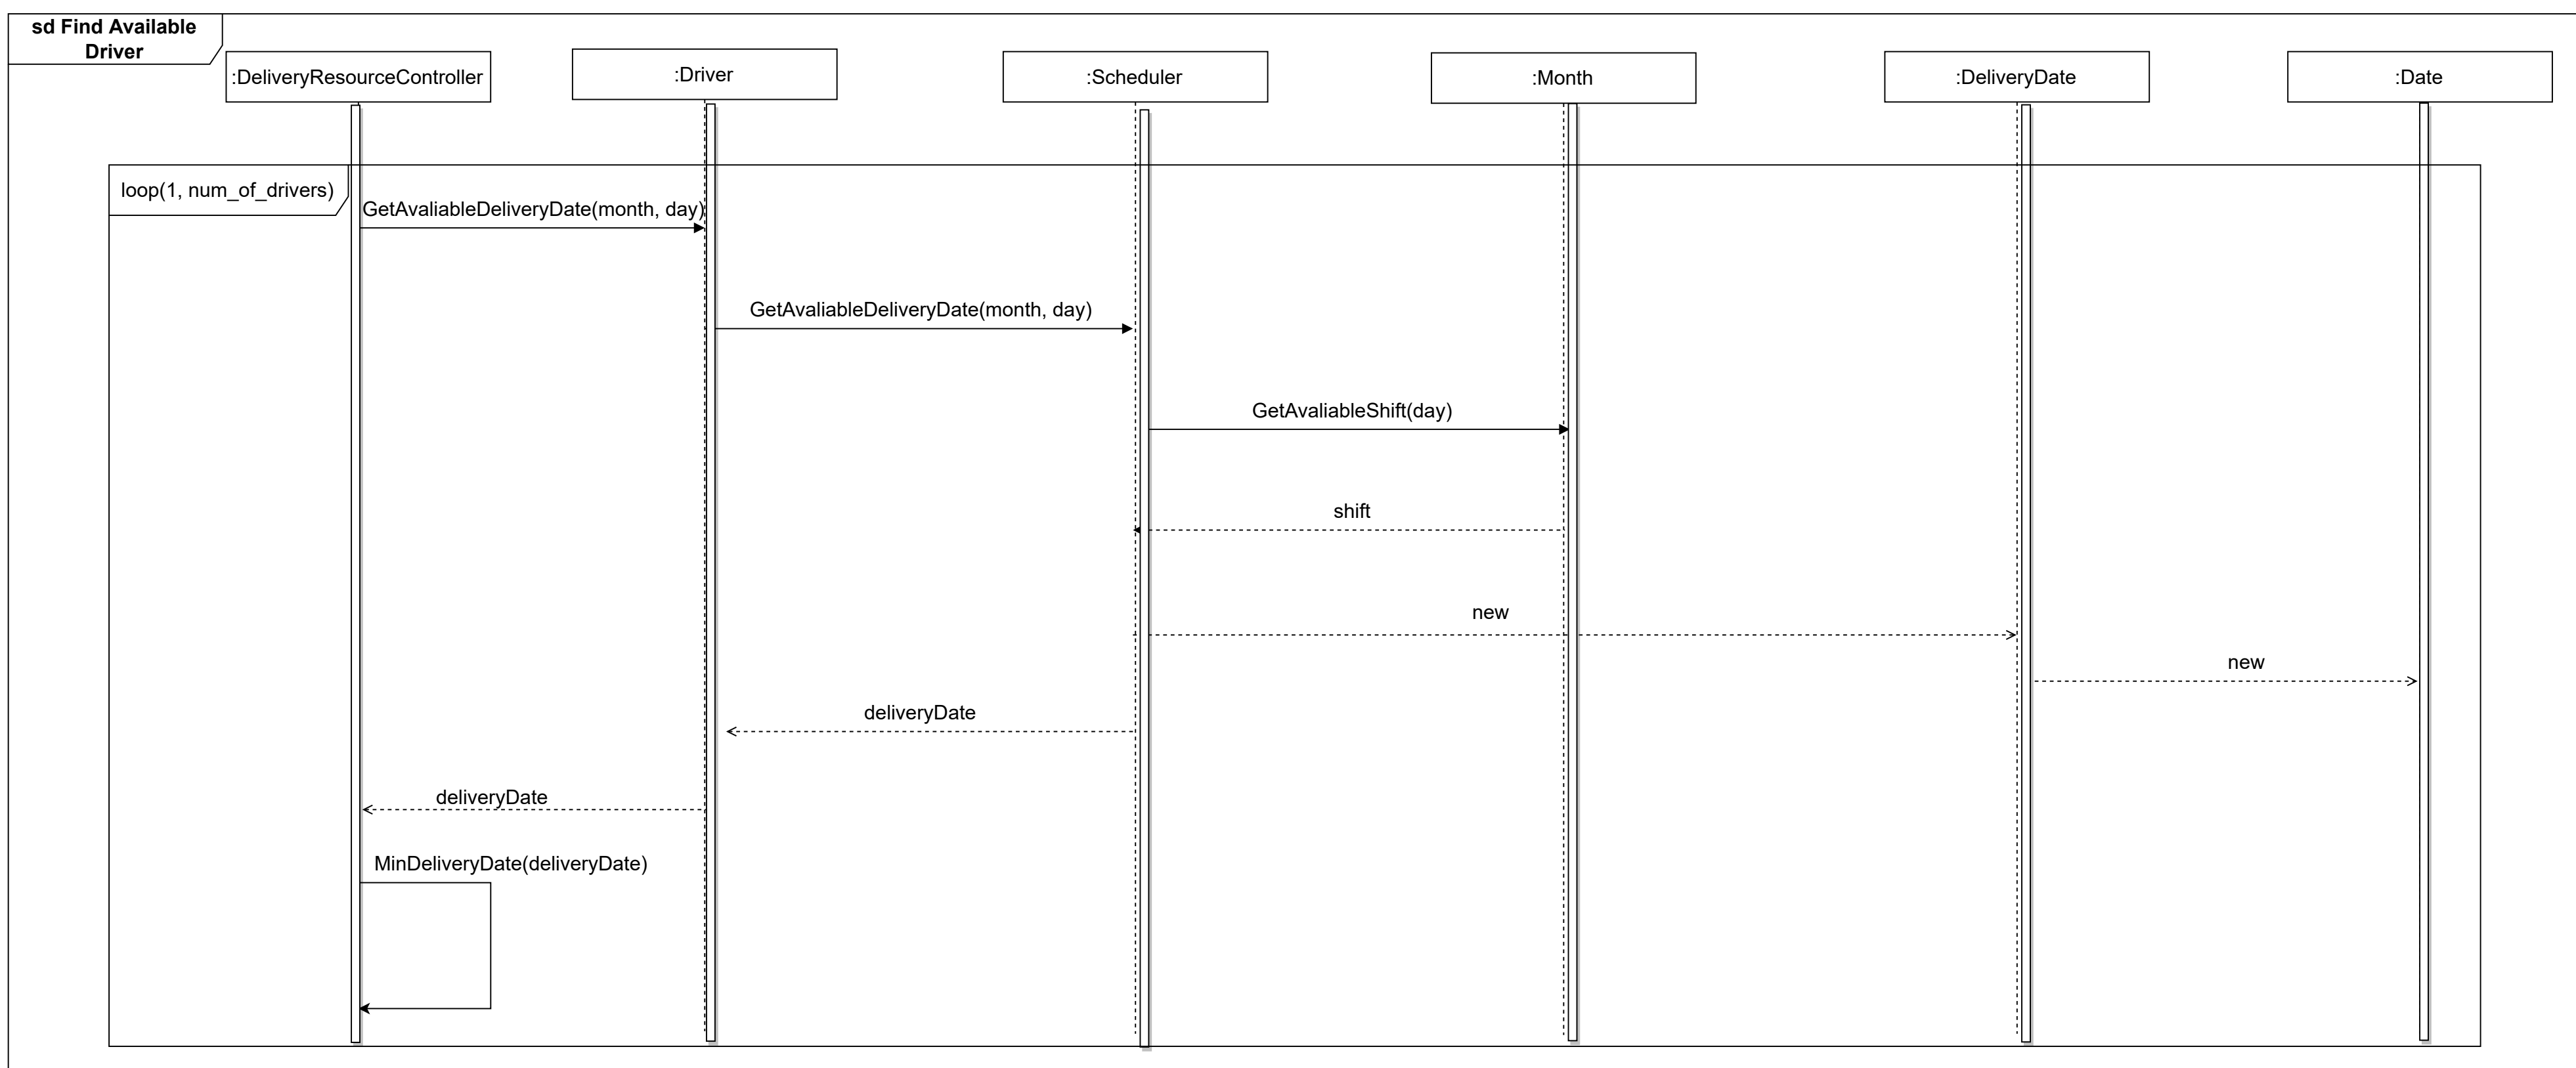 sd Find Available
Driver
:DeliveryResourceController
:Driver
:Scheduler
:Month
:DeliveryDate
:Date
loop(1, num_of_drivers)
GetAvaliableDeliveryDate(month, day)
GetAvaliableDeliveryDate(month, day)
GetAvaliableShift(day)
shift
new
new
deliveryDate
deliveryDate
MinDeliveryDate(deliveryDate)